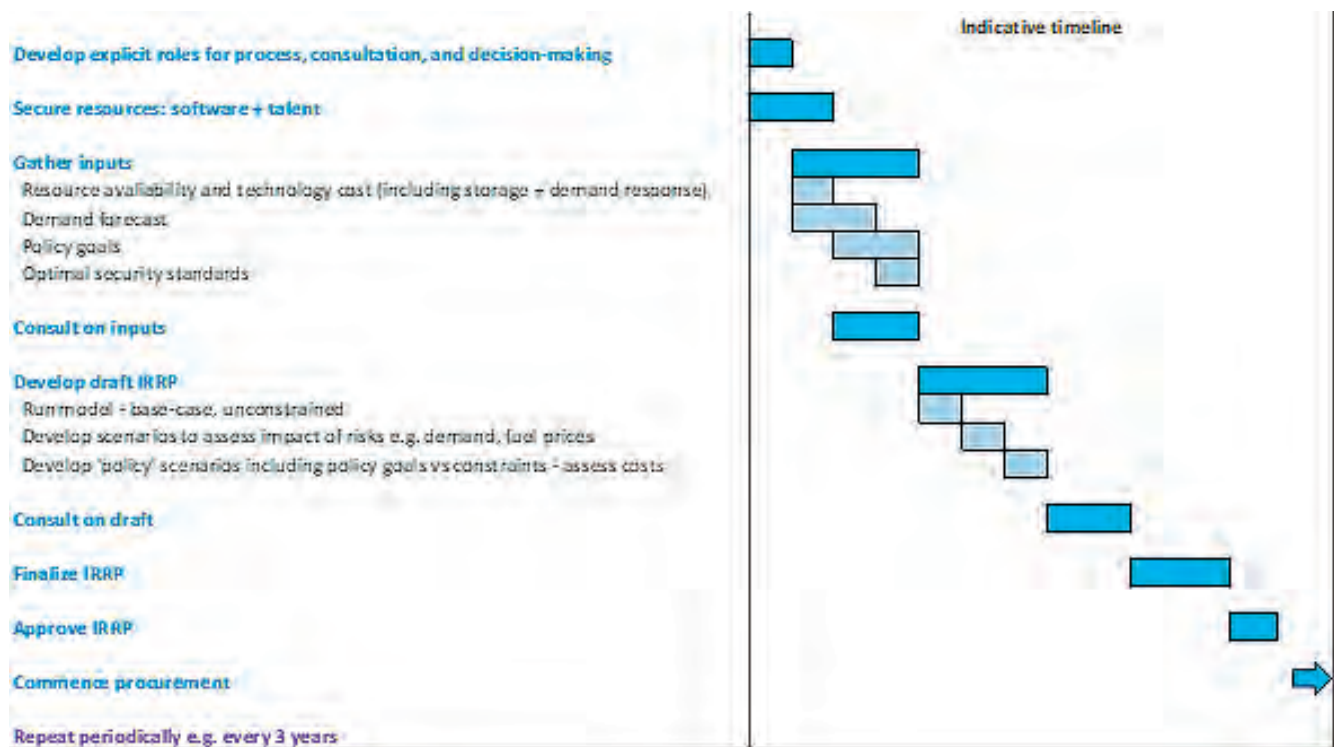 Indicative timeline
Develop explicit roles for process, consultation, and decision-making
Secure resources: software + talent
Gather inputs
Resource availability and technology cost (including storage + demand response)
Demand forecast
Policy goals
Optimal security standards
Consult on inputs
Develop draft IRRP
Run model - base-case, unconstrained
Develop scenarios to assess impact of risks e.g. demand, fuel prices
Develop 'policy' scenarios including policy goals vs constraints - assess costs
Consult on draft
Finalize IRRP
Approve IRRP
Commence procurement
Repeat periodically e.g. every 3 years